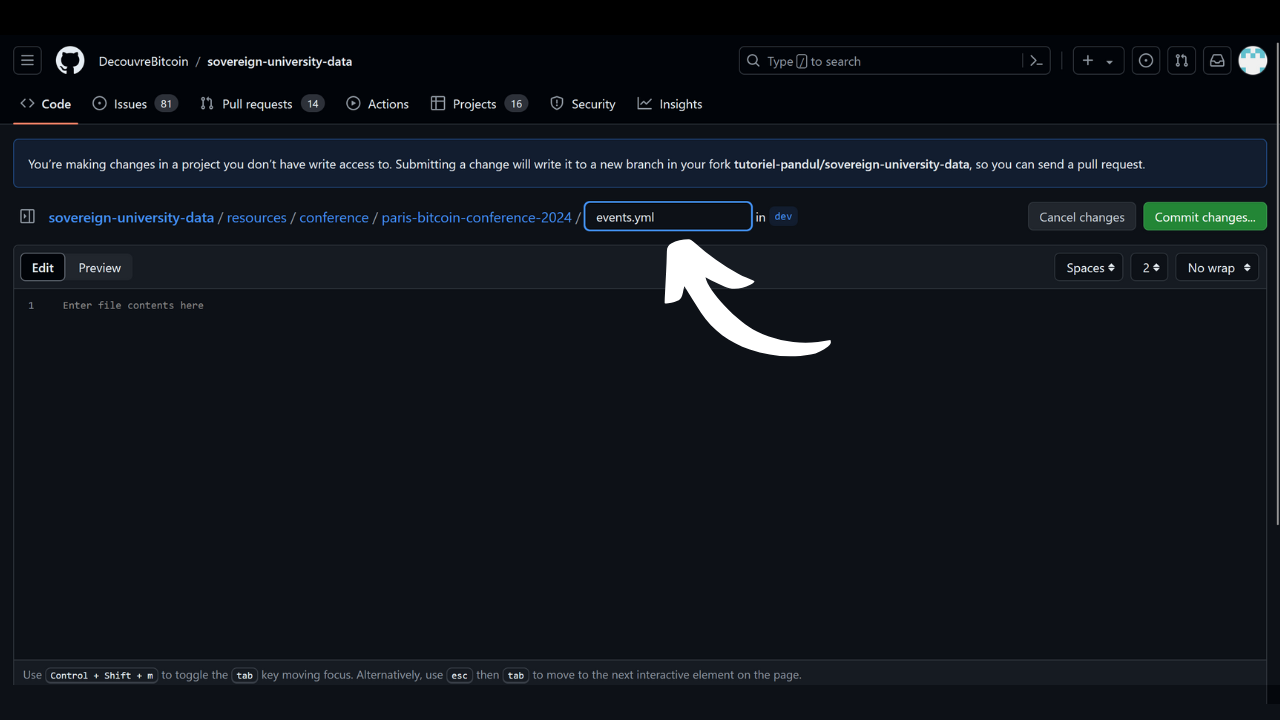 DecouvreBitcoin / sovereign-university-data
Type / to search
Code Issues 81 Pull requests 14 Actions Projects 16 Security Insights
You're making changes in a project you don't have write access to. Submitting a change will write it to a new branch in your fork tutoriel-pandul/sovereign-university-data, so you can send a pull request.
sovereign-university-data / resources / conference / paris-bitcoin-conference-2024 / events.yml in dev
Cancel changes Commit changes...
Edit Preview Spaces 2 No wrap
1 Enter file contents here
Use Control + Shift + m to toggle the tab key moving focus. Alternatively, use esc then tab to move to the next interactive element on the page.